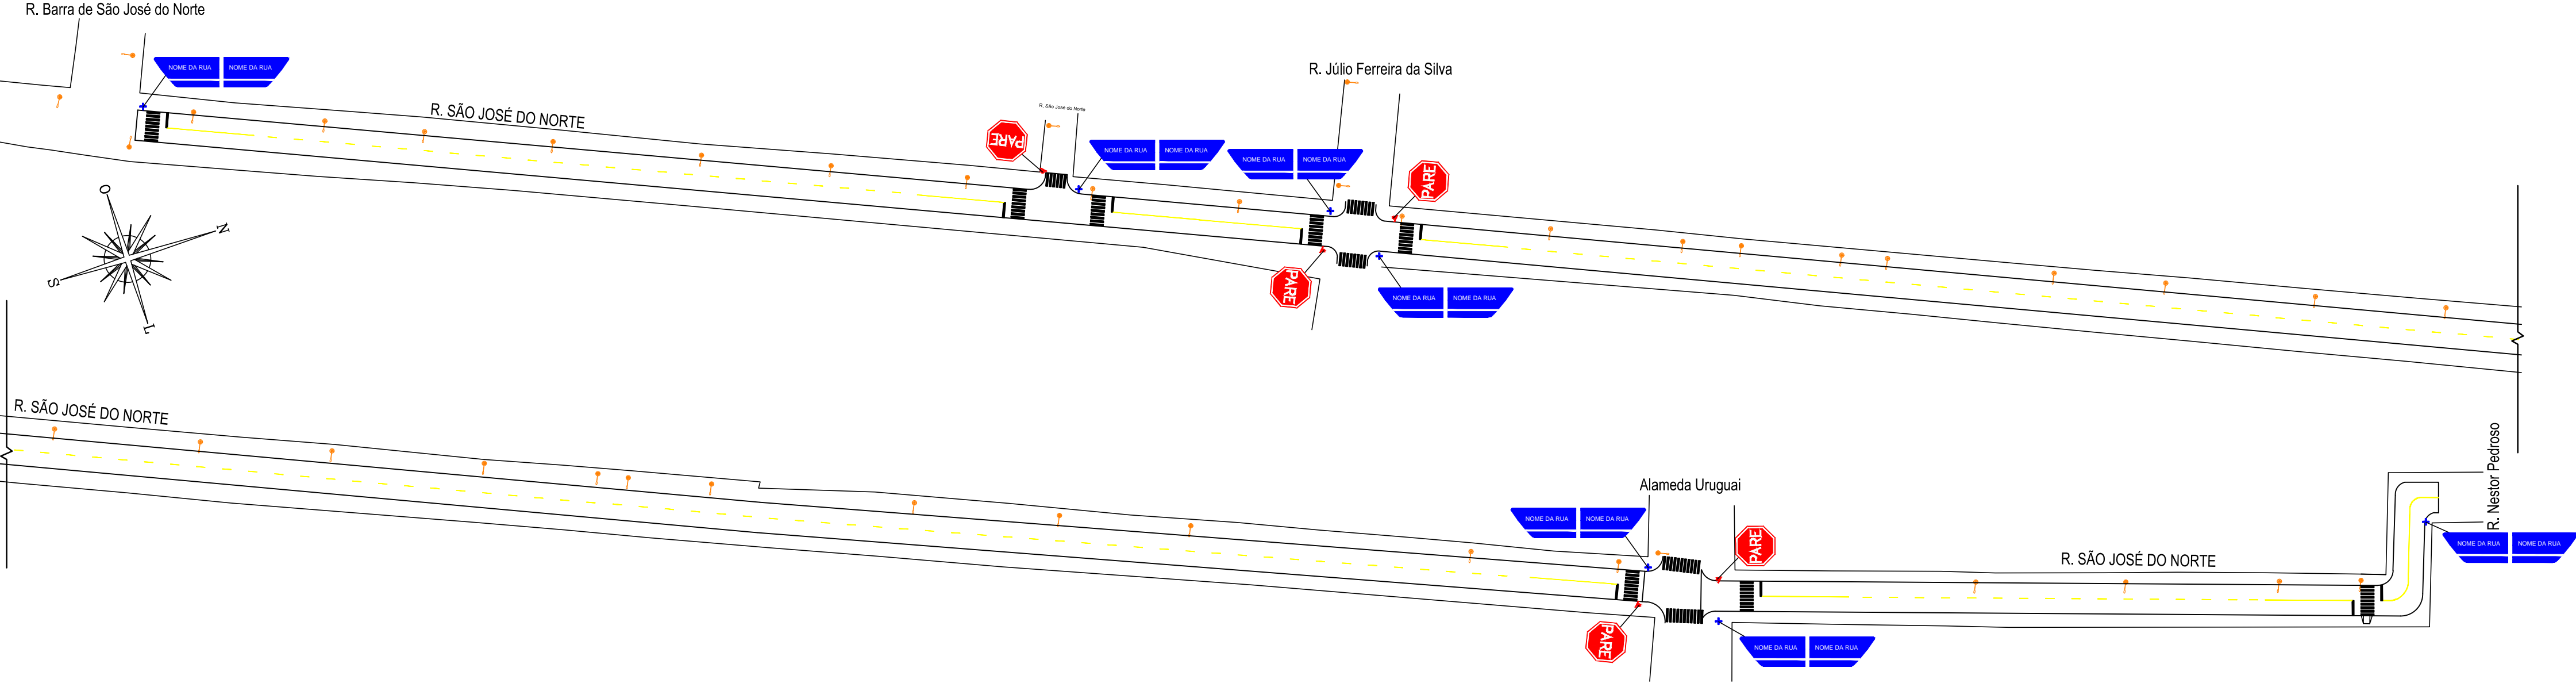 R. Barra de São José do Norte
NOME DA RUA NOME DA RUA
R. SÃO JOSÉ DO NORTE
R. São José do Norte
PARE
NOME DA RUA NOME DA RUA
R. Júlio Ferreira da Silva
NOME DA RUA NOME DA RUA
PARE
PARE
NOME DA RUA NOME DA RUA
O
N
S
L
R. SÃO JOSÉ DO NORTE
Alameda Uruguai
NOME DA RUA NOME DA RUA
PARE
PARE
NOME DA RUA NOME DA RUA
R. SÃO JOSÉ DO NORTE
R. Nestor Pedroso
NOME DA RUA NOME DA RUA